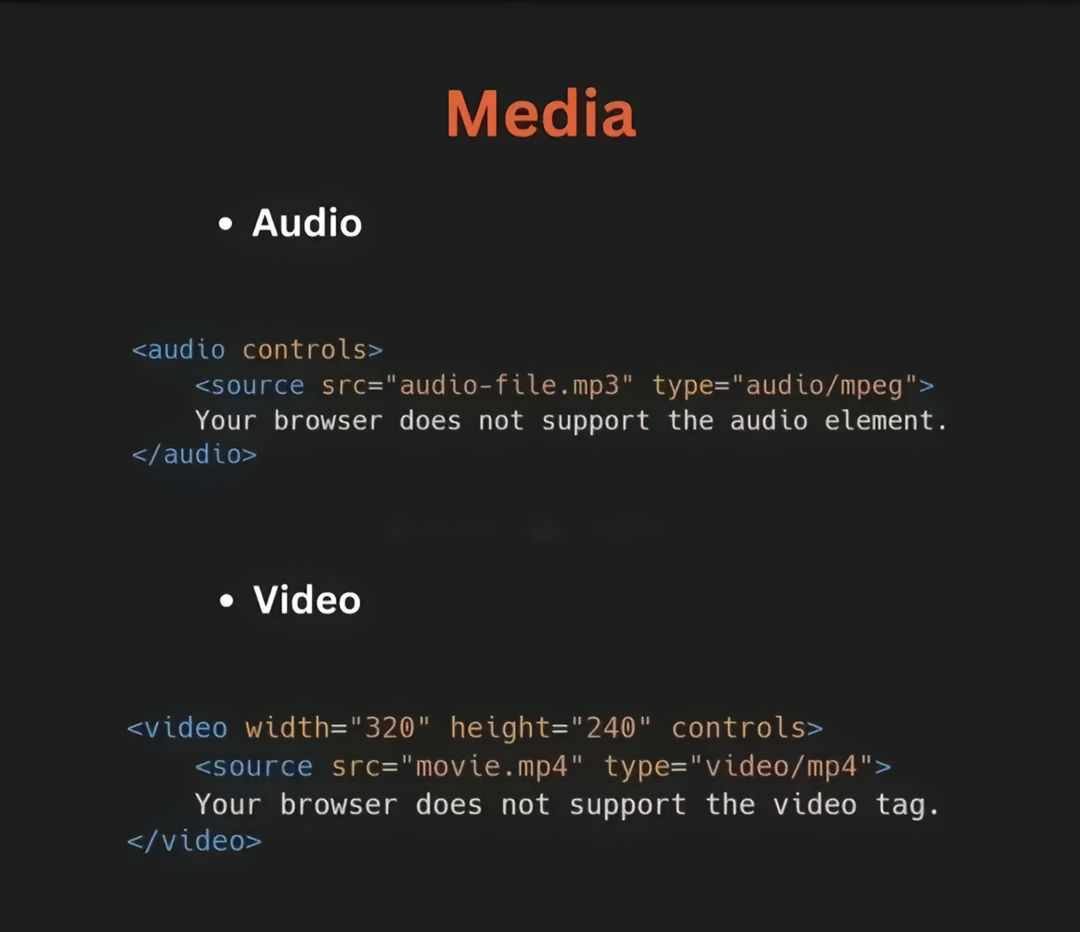 Media
• Audio
<audio controls>
    <source src="audio-file.mp3" type="audio/mpeg">
    Your browser does not support the audio element.
</audio>
• Video
<video width="320" height="240" controls>
    <source src="movie.mp4" type="video/mp4">
    Your browser does not support the video tag.
</video>